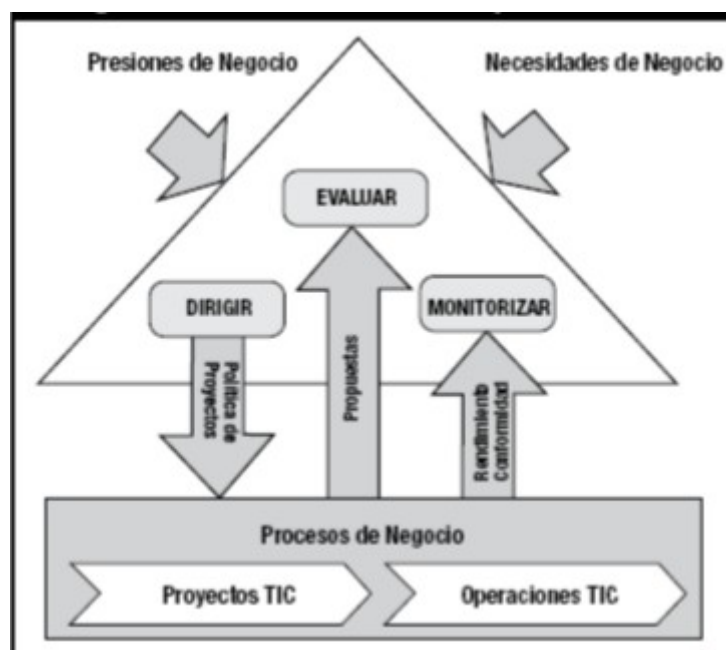 Presiones de Negocio
Necesidades de Negocio
EVALUAR
DIRIGIR
MONITORIZAR
Política de
Proyectos
Propuestas
Rendimiento
Conformidad
Procesos de Negocio
Proyectos TIC
Operaciones TIC